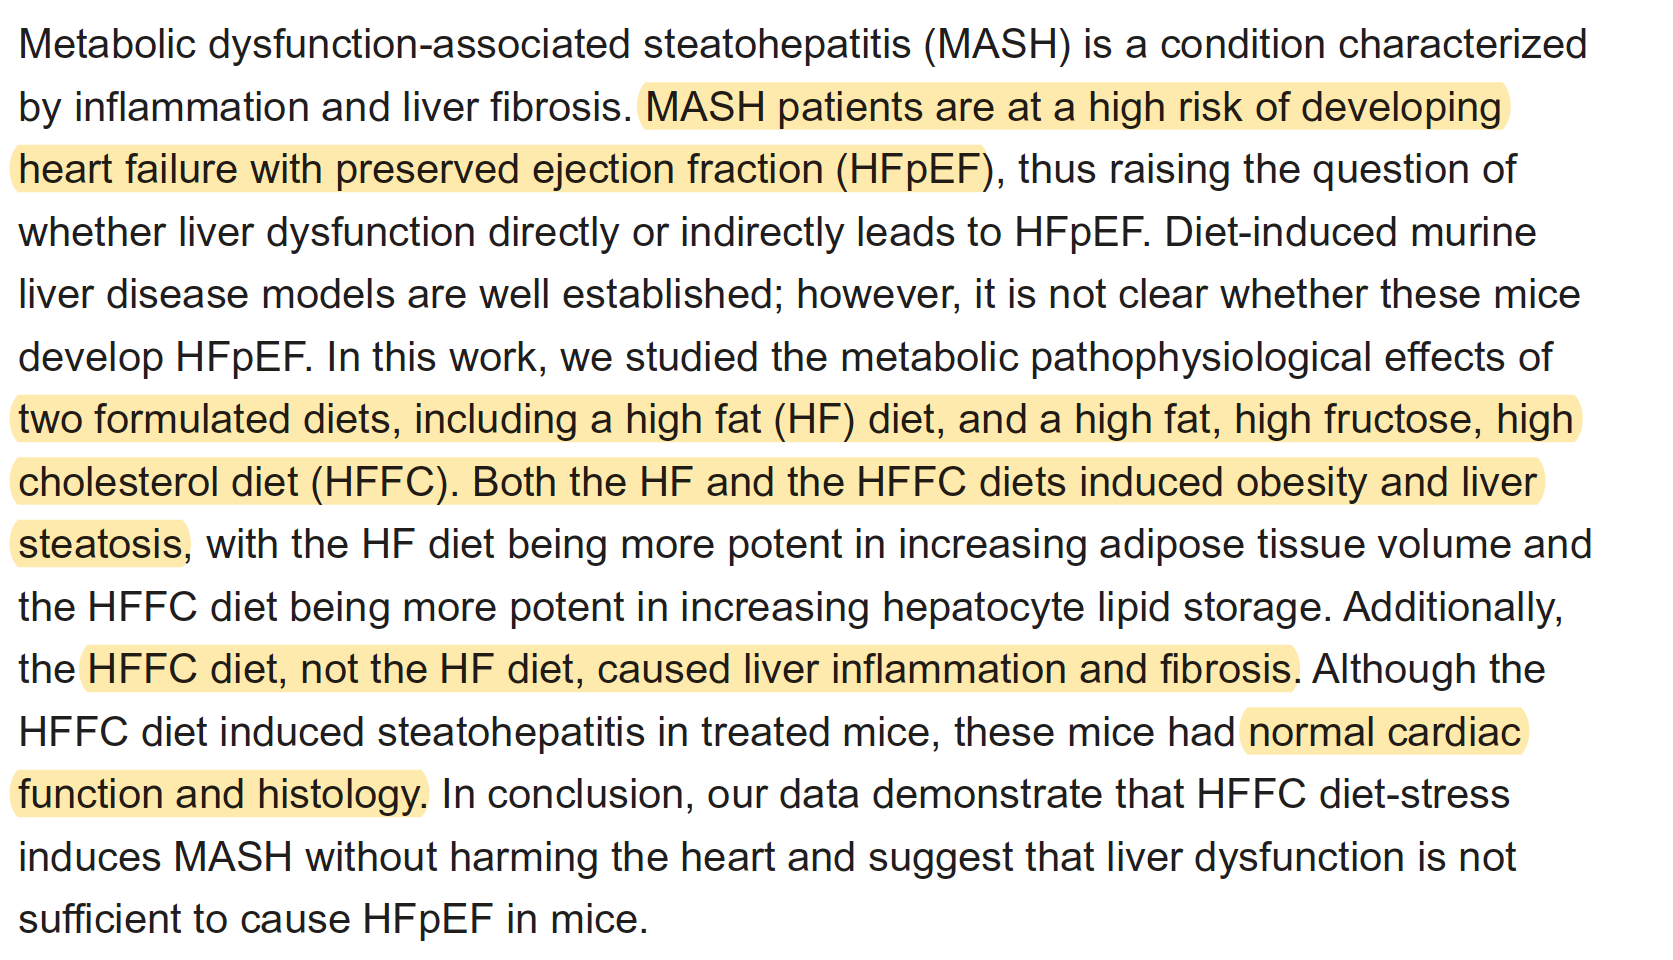 Metabolic dysfunction-associated steatohepatitis (MASH) is a condition characterized
by inflammation and liver fibrosis. MASH patients are at a high risk of developing
heart failure with preserved ejection fraction (HFpEF), thus raising the question of
whether liver dysfunction directly or indirectly leads to HFpEF. Diet-induced murine
liver disease models are well established; however, it is not clear whether these mice
develop HFpEF. In this work, we studied the metabolic pathophysiological effects of
two formulated diets, including a high fat (HF) diet, and a high fat, high fructose, high
cholesterol diet (HFFC). Both the HF and the HFFC diets induced obesity and liver
steatosis, with the HF diet being more potent in increasing adipose tissue volume and
the HFFC diet being more potent in increasing hepatocyte lipid storage. Additionally,
the HFFC diet, not the HF diet, caused liver inflammation and fibrosis. Although the
HFFC diet induced steatohepatitis in treated mice, these mice had normal cardiac
function and histology. In conclusion, our data demonstrate that HFFC diet-stress
induces MASH without harming the heart and suggest that liver dysfunction is not
sufficient to cause HFpEF in mice.